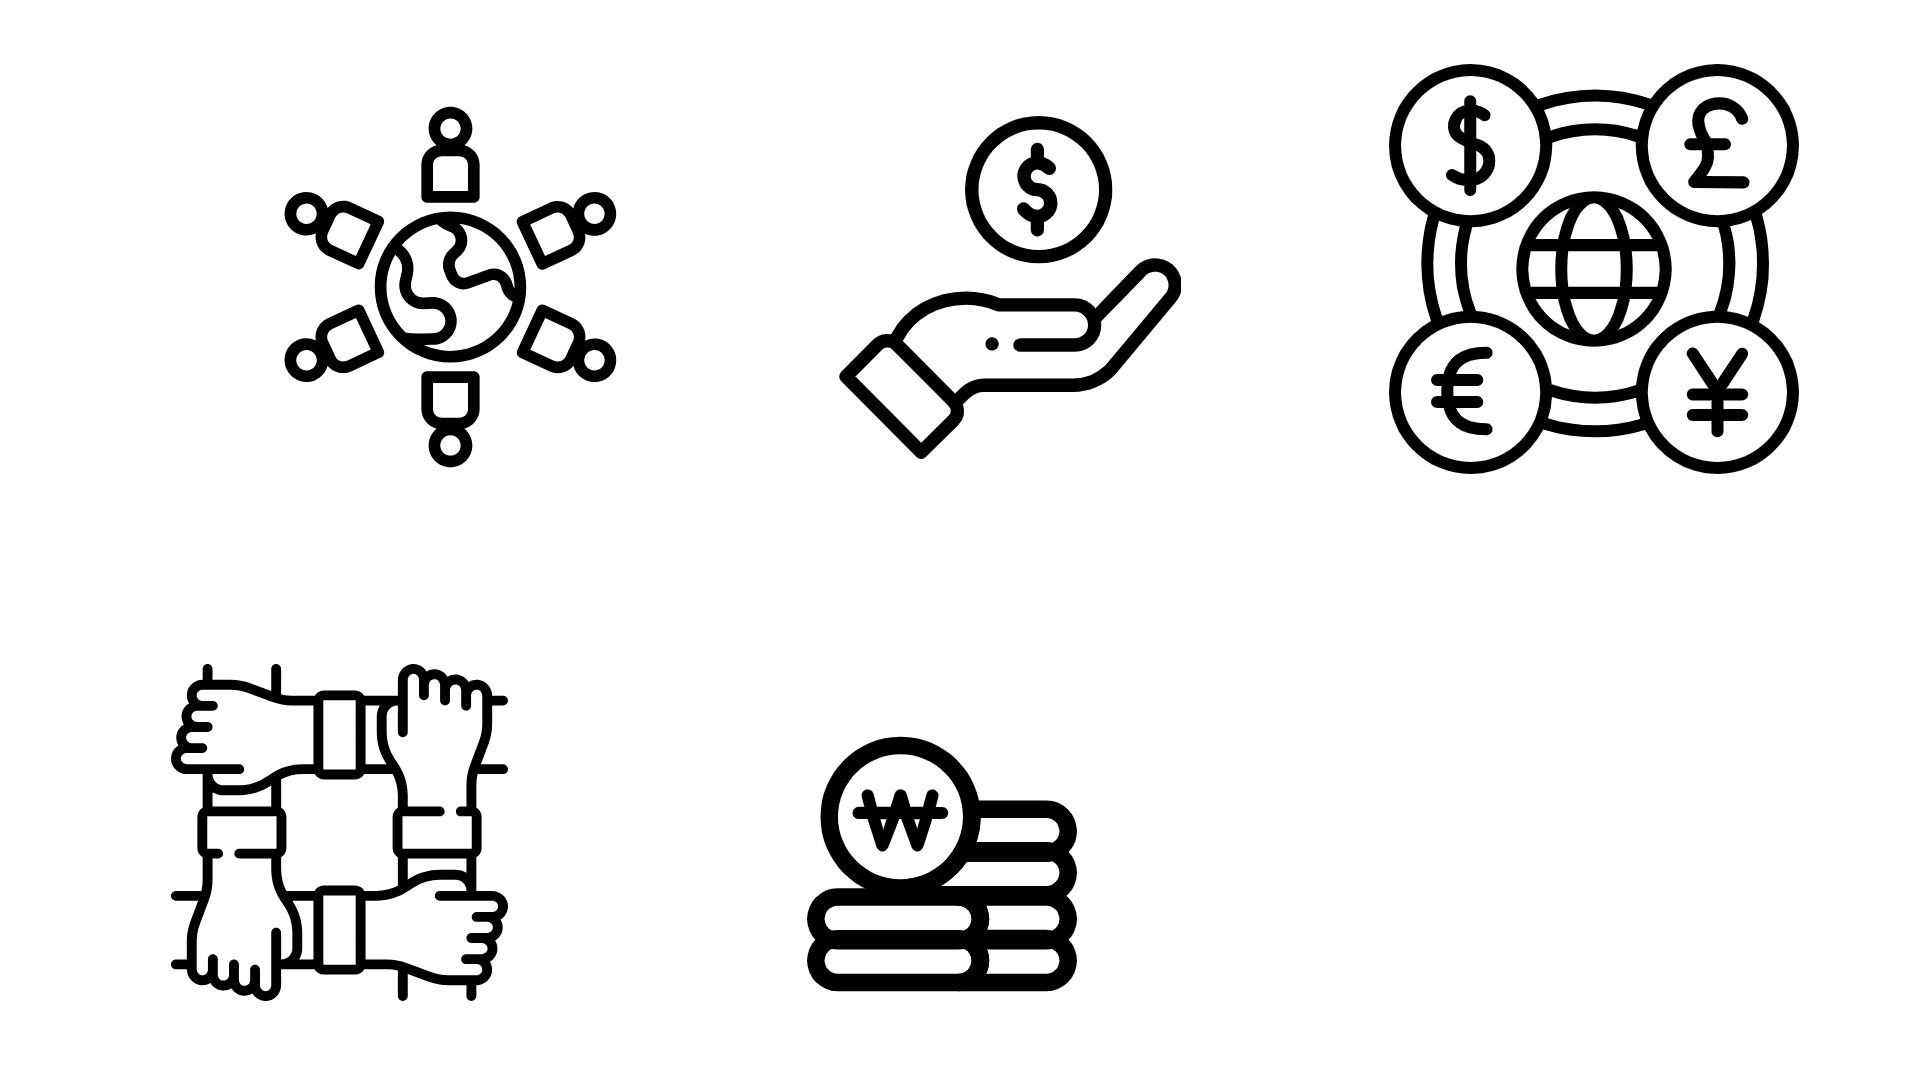 $
$ £
€ ¥
₩